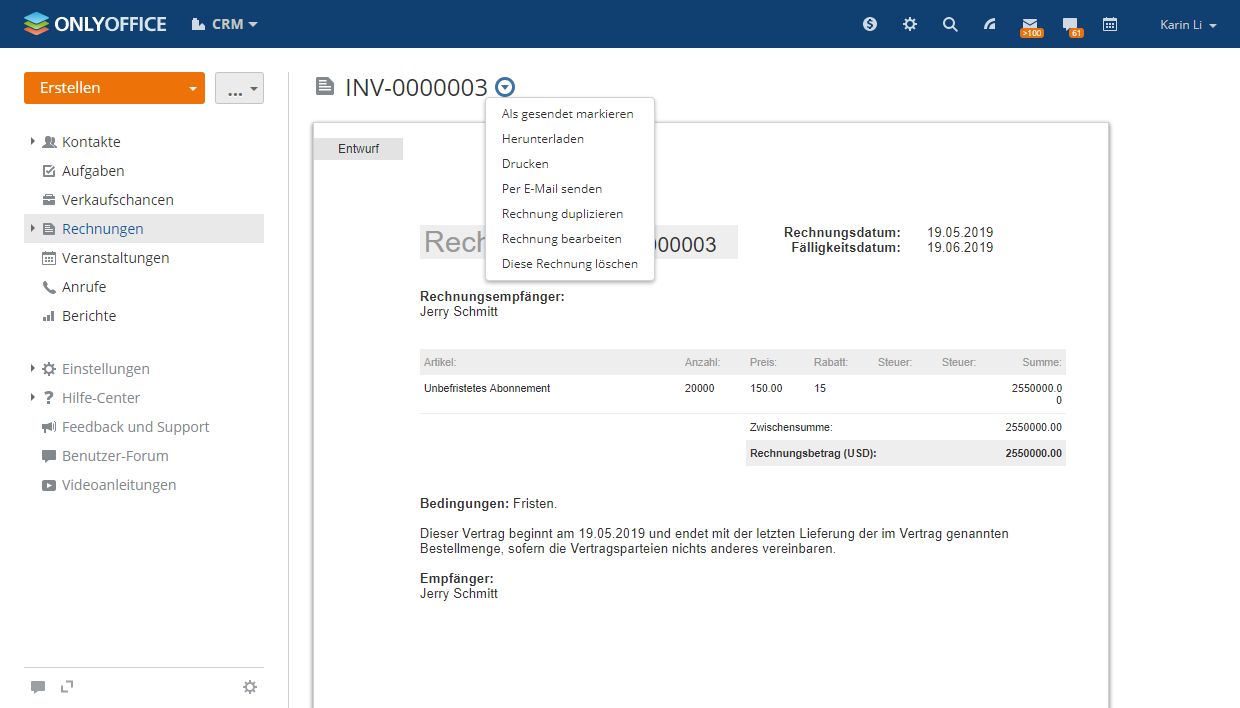 ONLYOFFICE CRM
>100 61
Karin Li
Erstellen
...
Kontakte
Aufgaben
Verkaufschancen
Rechnungen
Veranstaltungen
Anrufe
Berichte
Einstellungen
Hilfe-Center
Feedback und Support
Benutzer-Forum
Videoanleitungen
INV-0000003
Als gesendet markieren
Herunterladen
Drucken
Per E-Mail senden
Rechnung duplizieren
Rechnung bearbeiten
Diese Rechnung löschen
Entwurf
Rechnungsdatum: 19.05.2019
Fälligkeitsdatum: 19.06.2019
Rechnungsempfänger:
Jerry Schmitt
Artikel: Anzahl: Preis: Rabatt: Steuer: Steuer: Summe:
Unbefristetes Abonnement 20000 150.00 15 2550000.0
0
Zwischensumme: 2550000.00
Rechnungsbetrag (USD): 2550000.00
Bedingungen: Fristen.
Dieser Vertrag beginnt am 19.05.2019 und endet mit der letzten Lieferung der im Vertrag genannten
Bestellmenge, sofern die Vertragsparteien nichts anderes vereinbaren.
Empfänger:
Jerry Schmitt